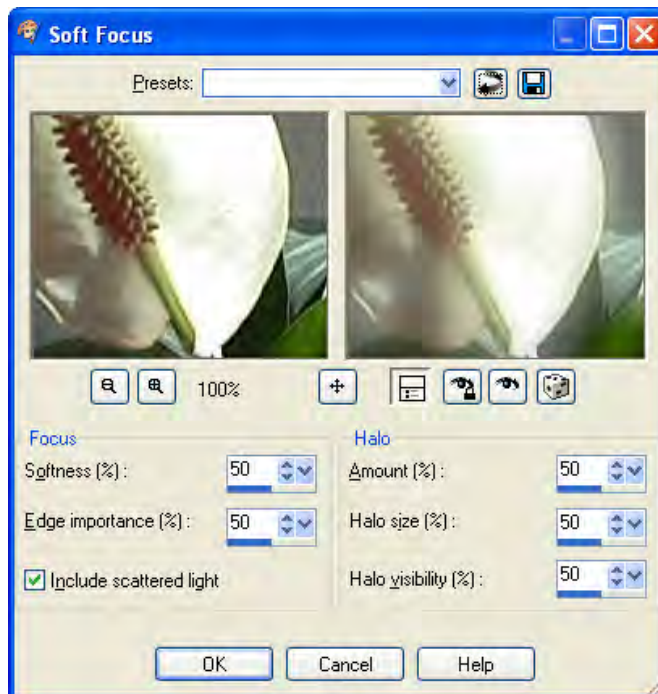 Soft Focus
Presets:
100%
Focus
Softness (%) :
50
Edge importance (%) :
50
Include scattered light
Halo
Amount (%) :
50
Halo size (%) :
50
Halo visibility (%) :
50
OK
Cancel
Help